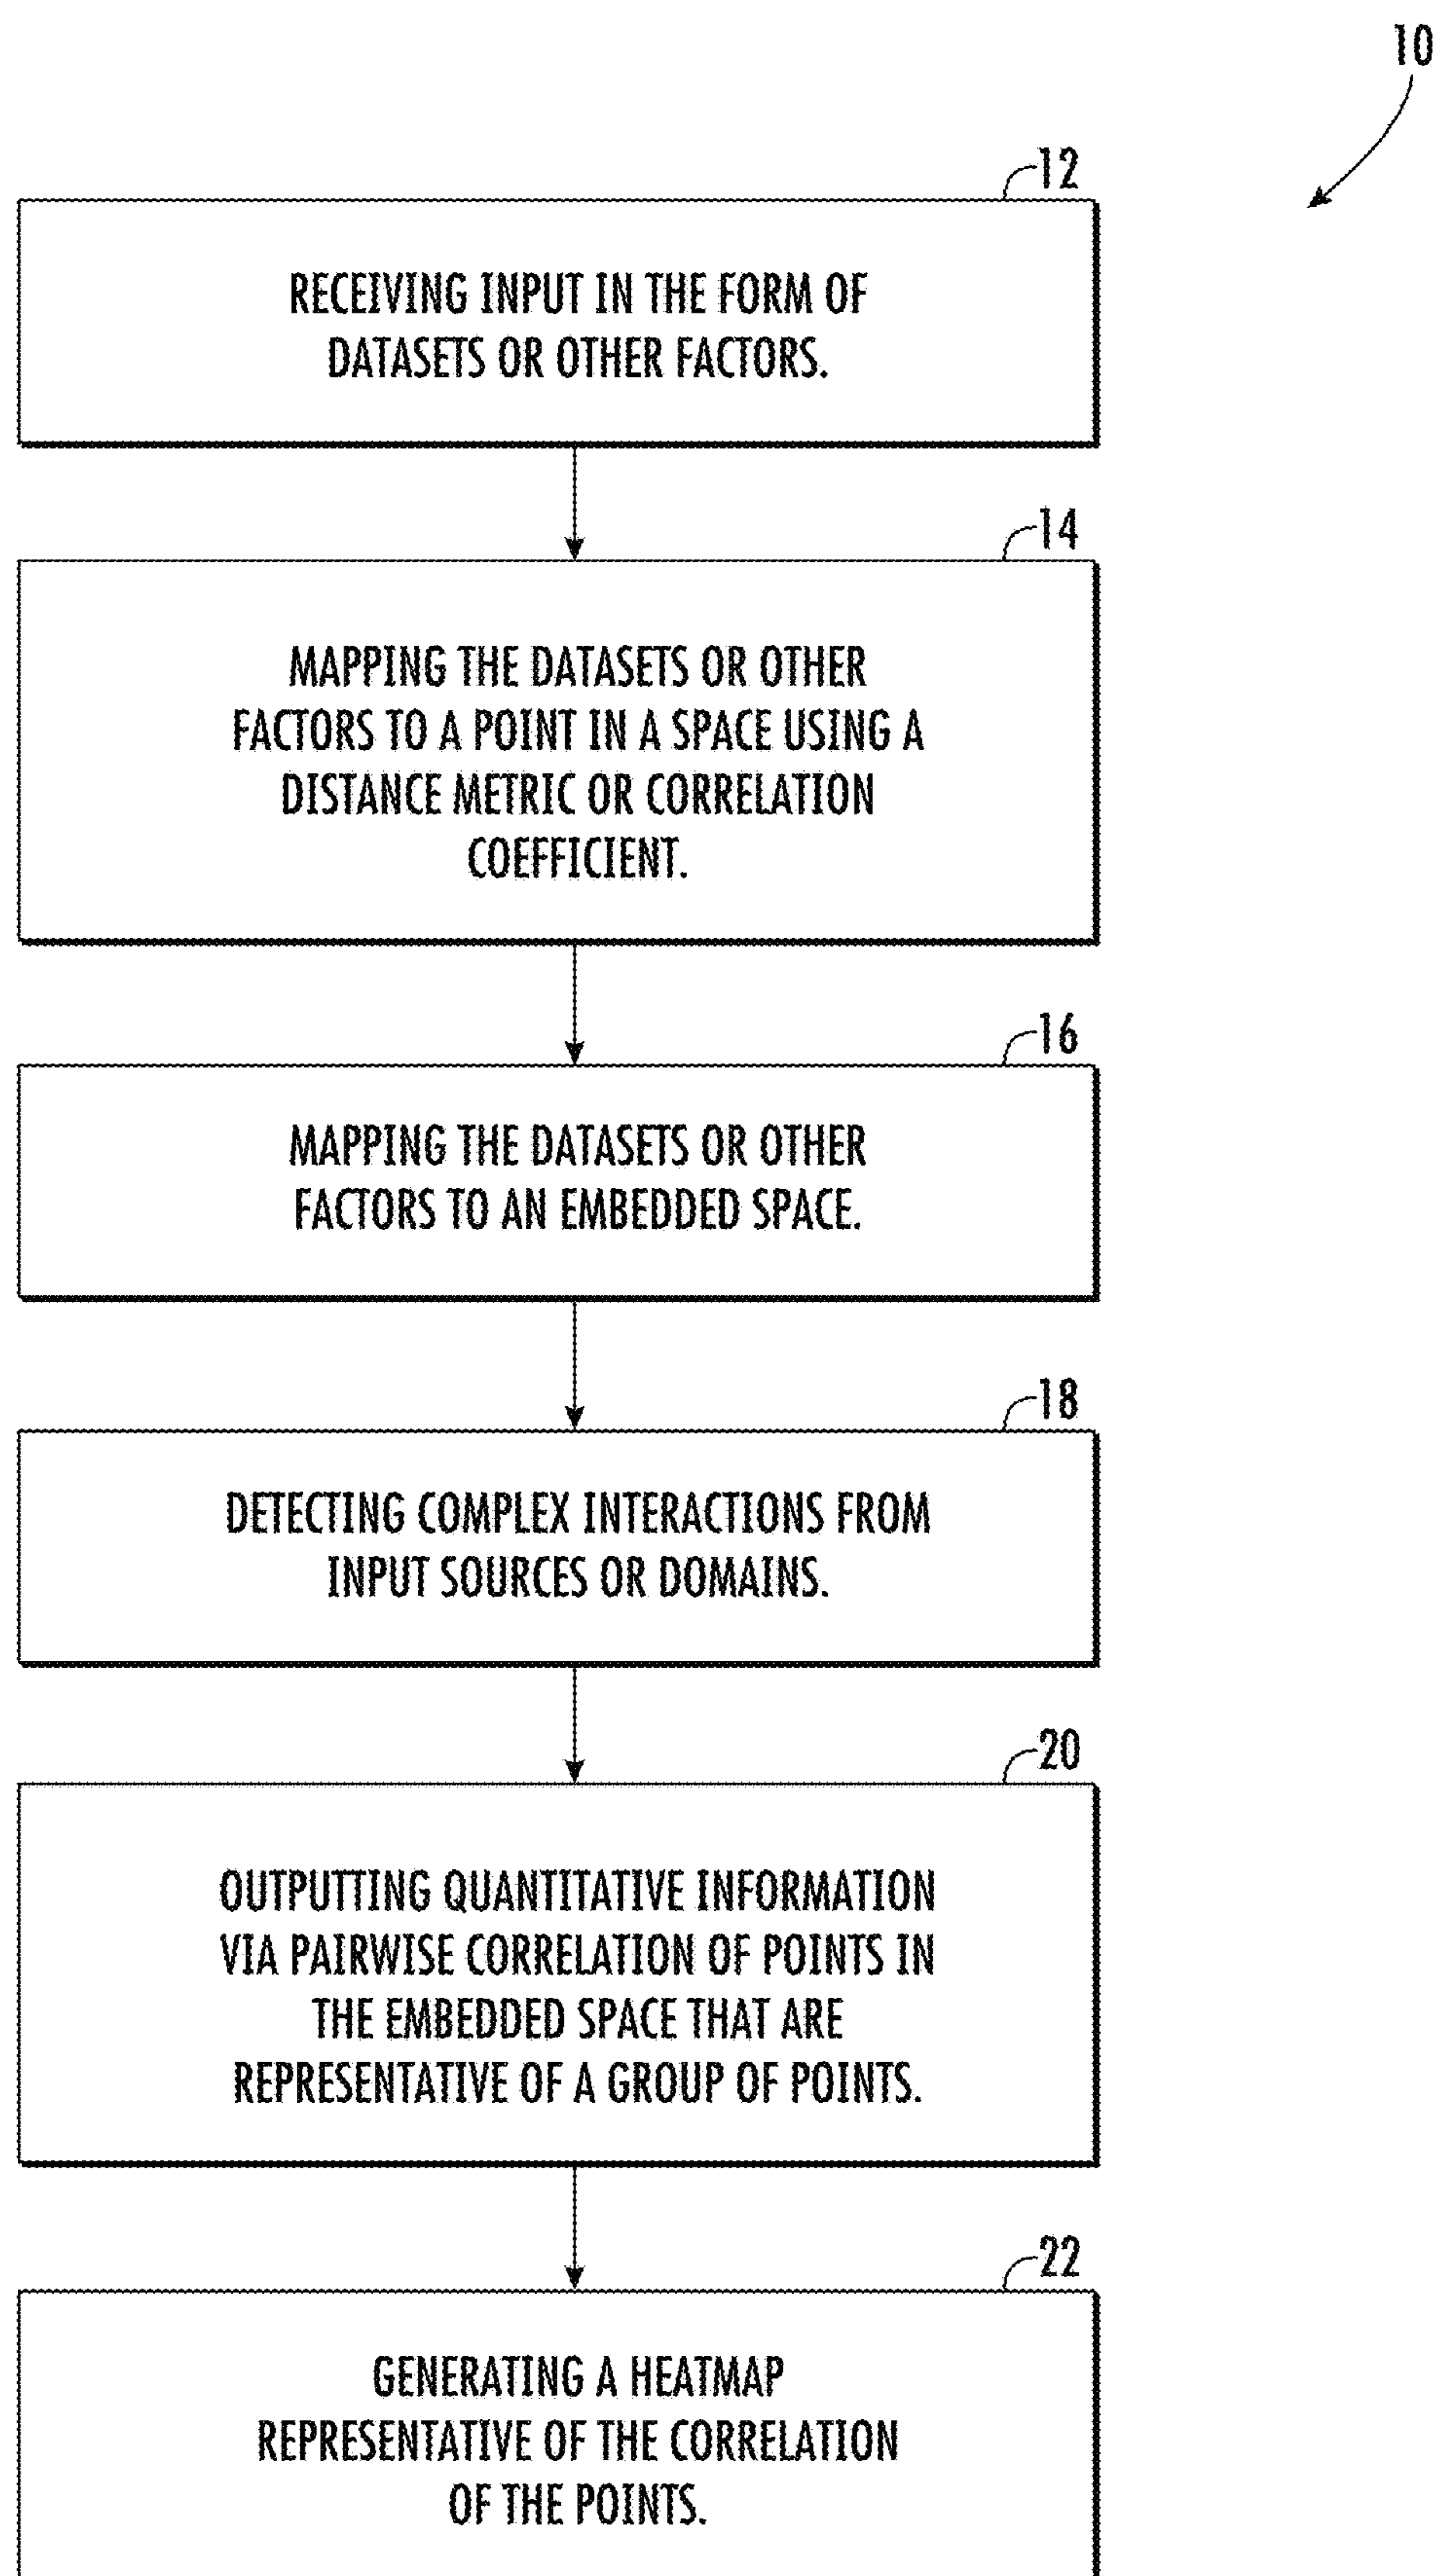 10
12
RECEIVING INPUT IN THE FORM OF
DATASETS OR OTHER FACTORS.
14
MAPPING THE DATASETS OR OTHER
FACTORS TO A POINT IN A SPACE USING A
DISTANCE METRIC OR CORRELATION
COEFFICIENT.
16
MAPPING THE DATASETS OR OTHER
FACTORS TO AN EMBEDDED SPACE.
18
DETECTING COMPLEX INTERACTIONS FROM
INPUT SOURCES OR DOMAINS.
20
OUTPUTTING QUANTITATIVE INFORMATION
VIA PAIRWISE CORRELATION OF POINTS IN
THE EMBEDDED SPACE THAT ARE
REPRESENTATIVE OF A GROUP OF POINTS.
22
GENERATING A HEATMAP
REPRESENTATIVE OF THE CORRELATION
OF THE POINTS.